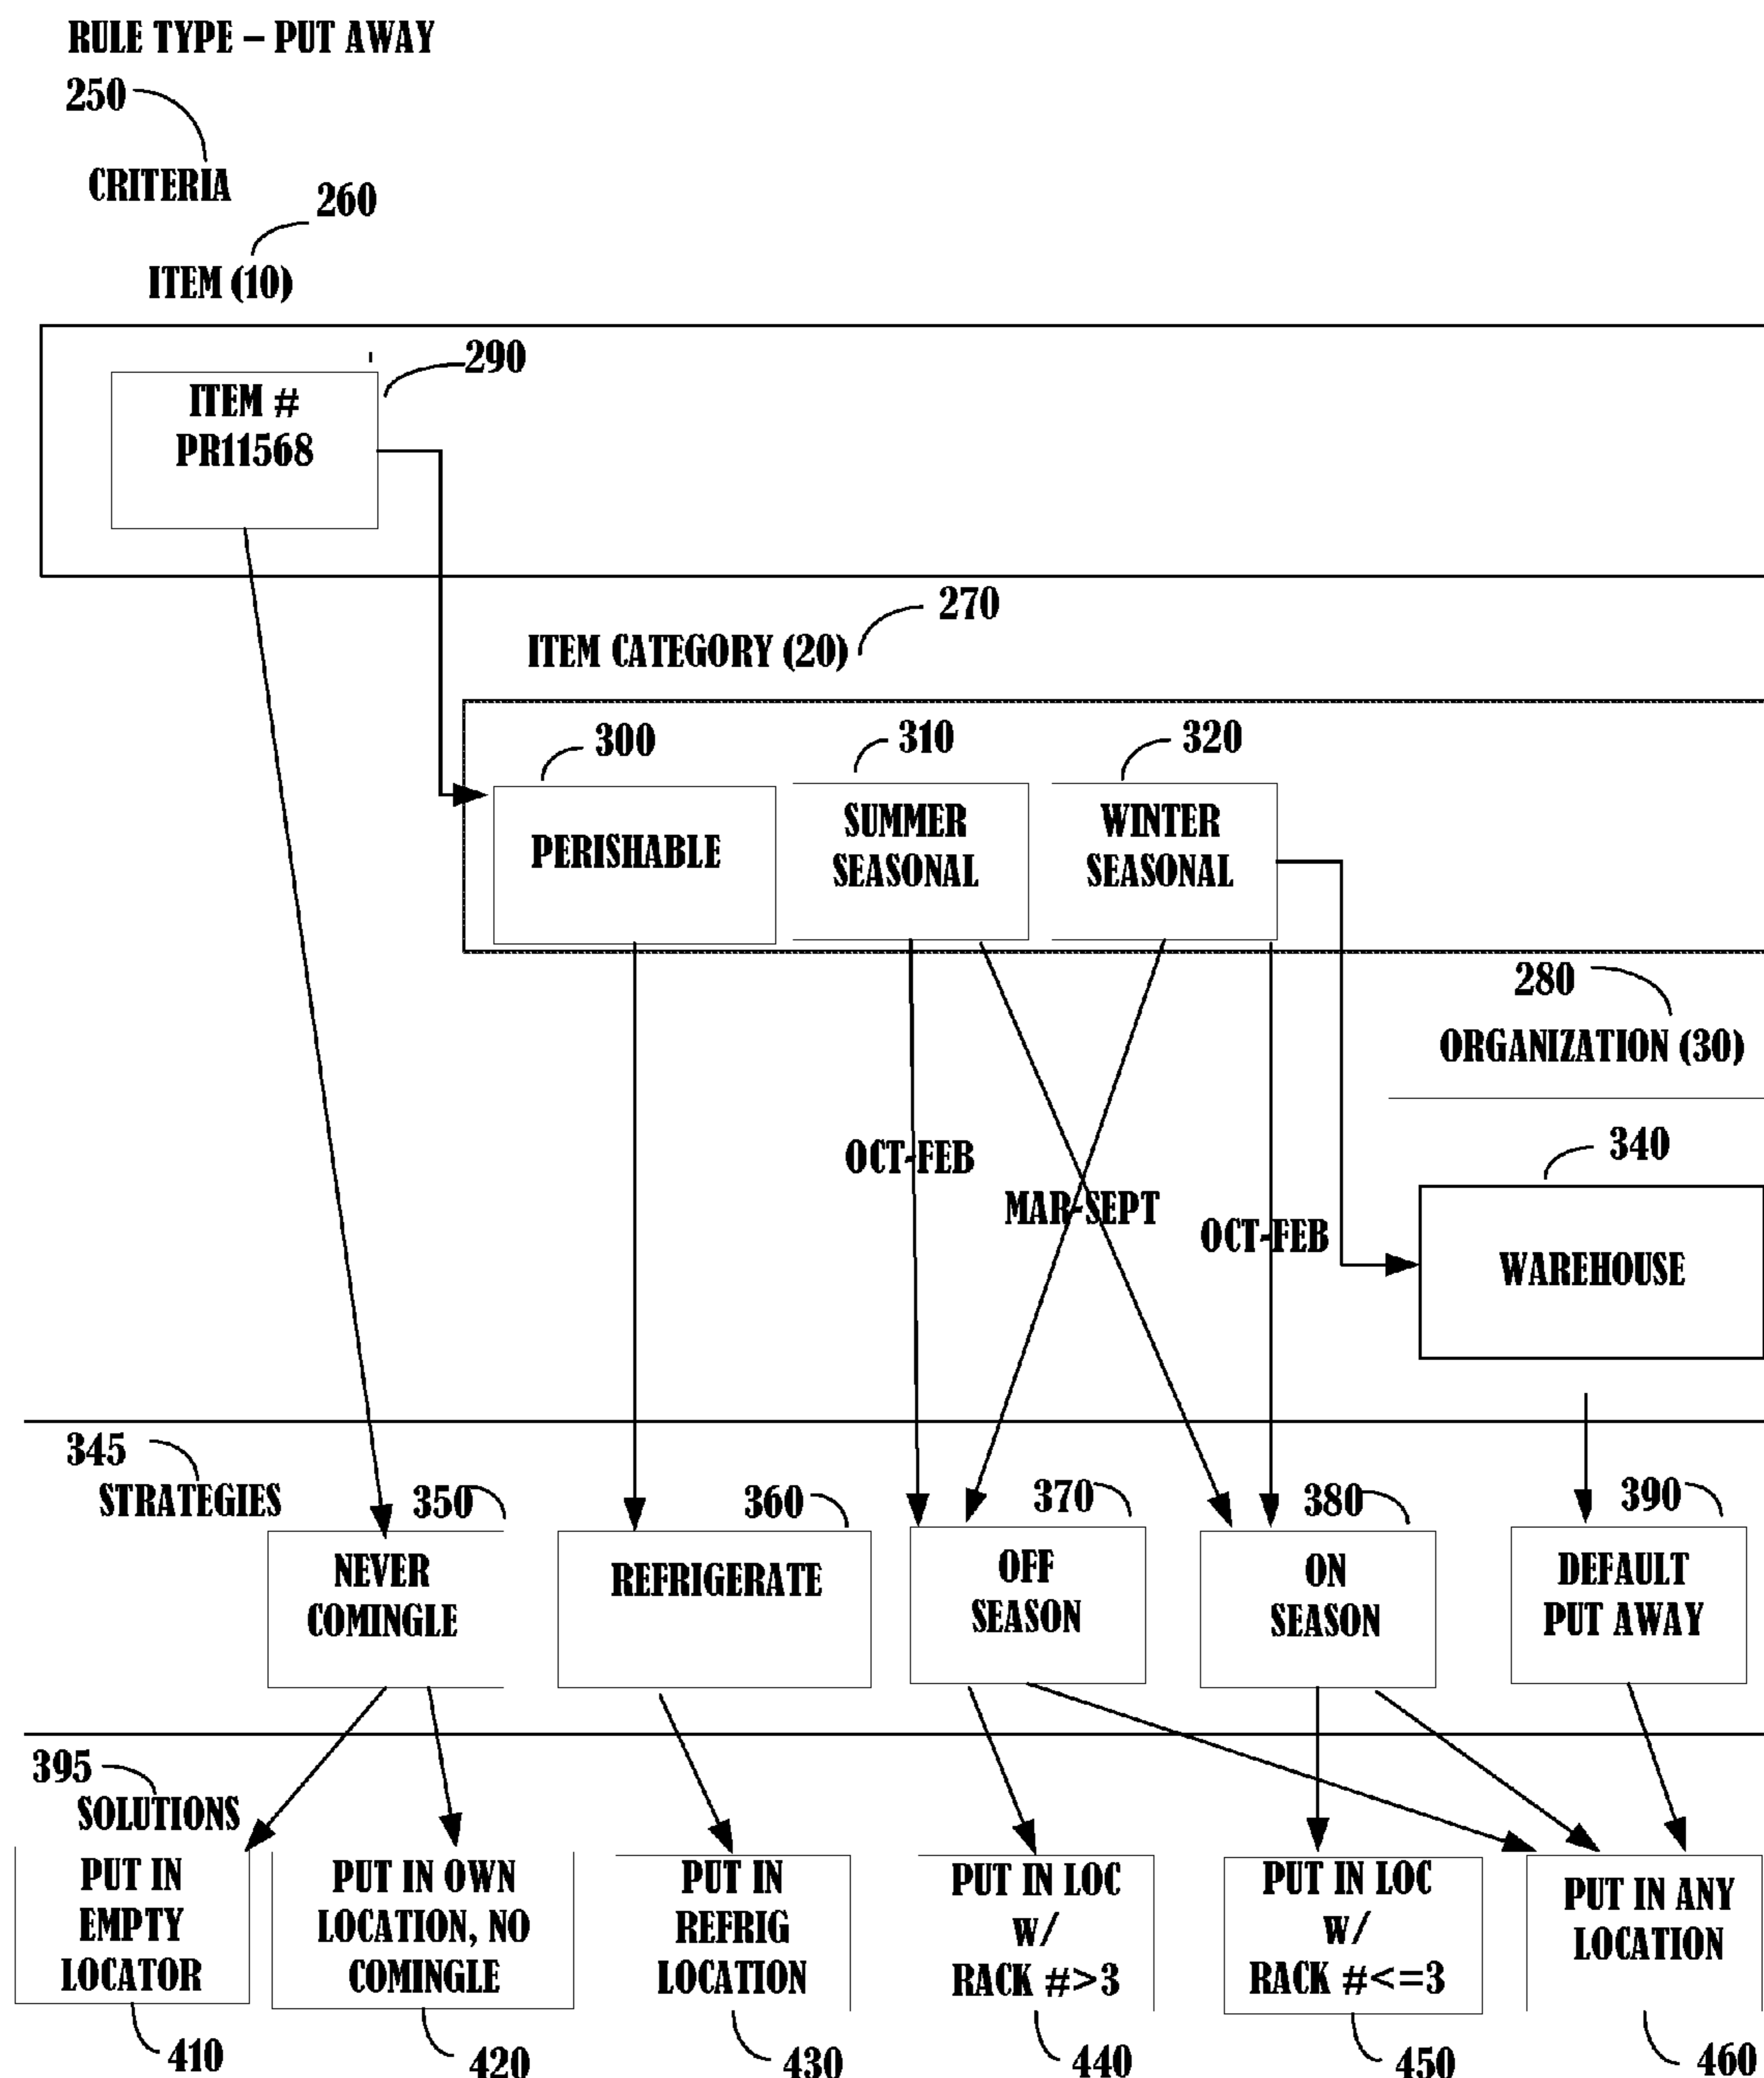 RULE TYPE – PUT AWAY
250
CRITERIA
260
ITEM (10)
290
ITEM #
PR11568
270
ITEM CATEGORY (20)
300
310
320
PERISHABLE
SUMMER
SEASONAL
WINTER
SEASONAL
280
ORGANIZATION (30)
340
OCT-FEB
MAR-SEPT
OCT-FEB
WAREHOUSE
345
STRATEGIES
350
360
370
380
390
NEVER
COMINGLE
REFRIGERATE
OFF
SEASON
ON
SEASON
DEFAULT
PUT AWAY
395
SOLUTIONS
PUT IN
EMPTY
LOCATOR
PUT IN OWN
LOCATION, NO
COMINGLE
PUT IN
REFRIG
LOCATION
PUT IN LOC
W/
RACK #>3
PUT IN LOC
W/
RACK #<=3
PUT IN ANY
LOCATION
410
420
430
440
450
460